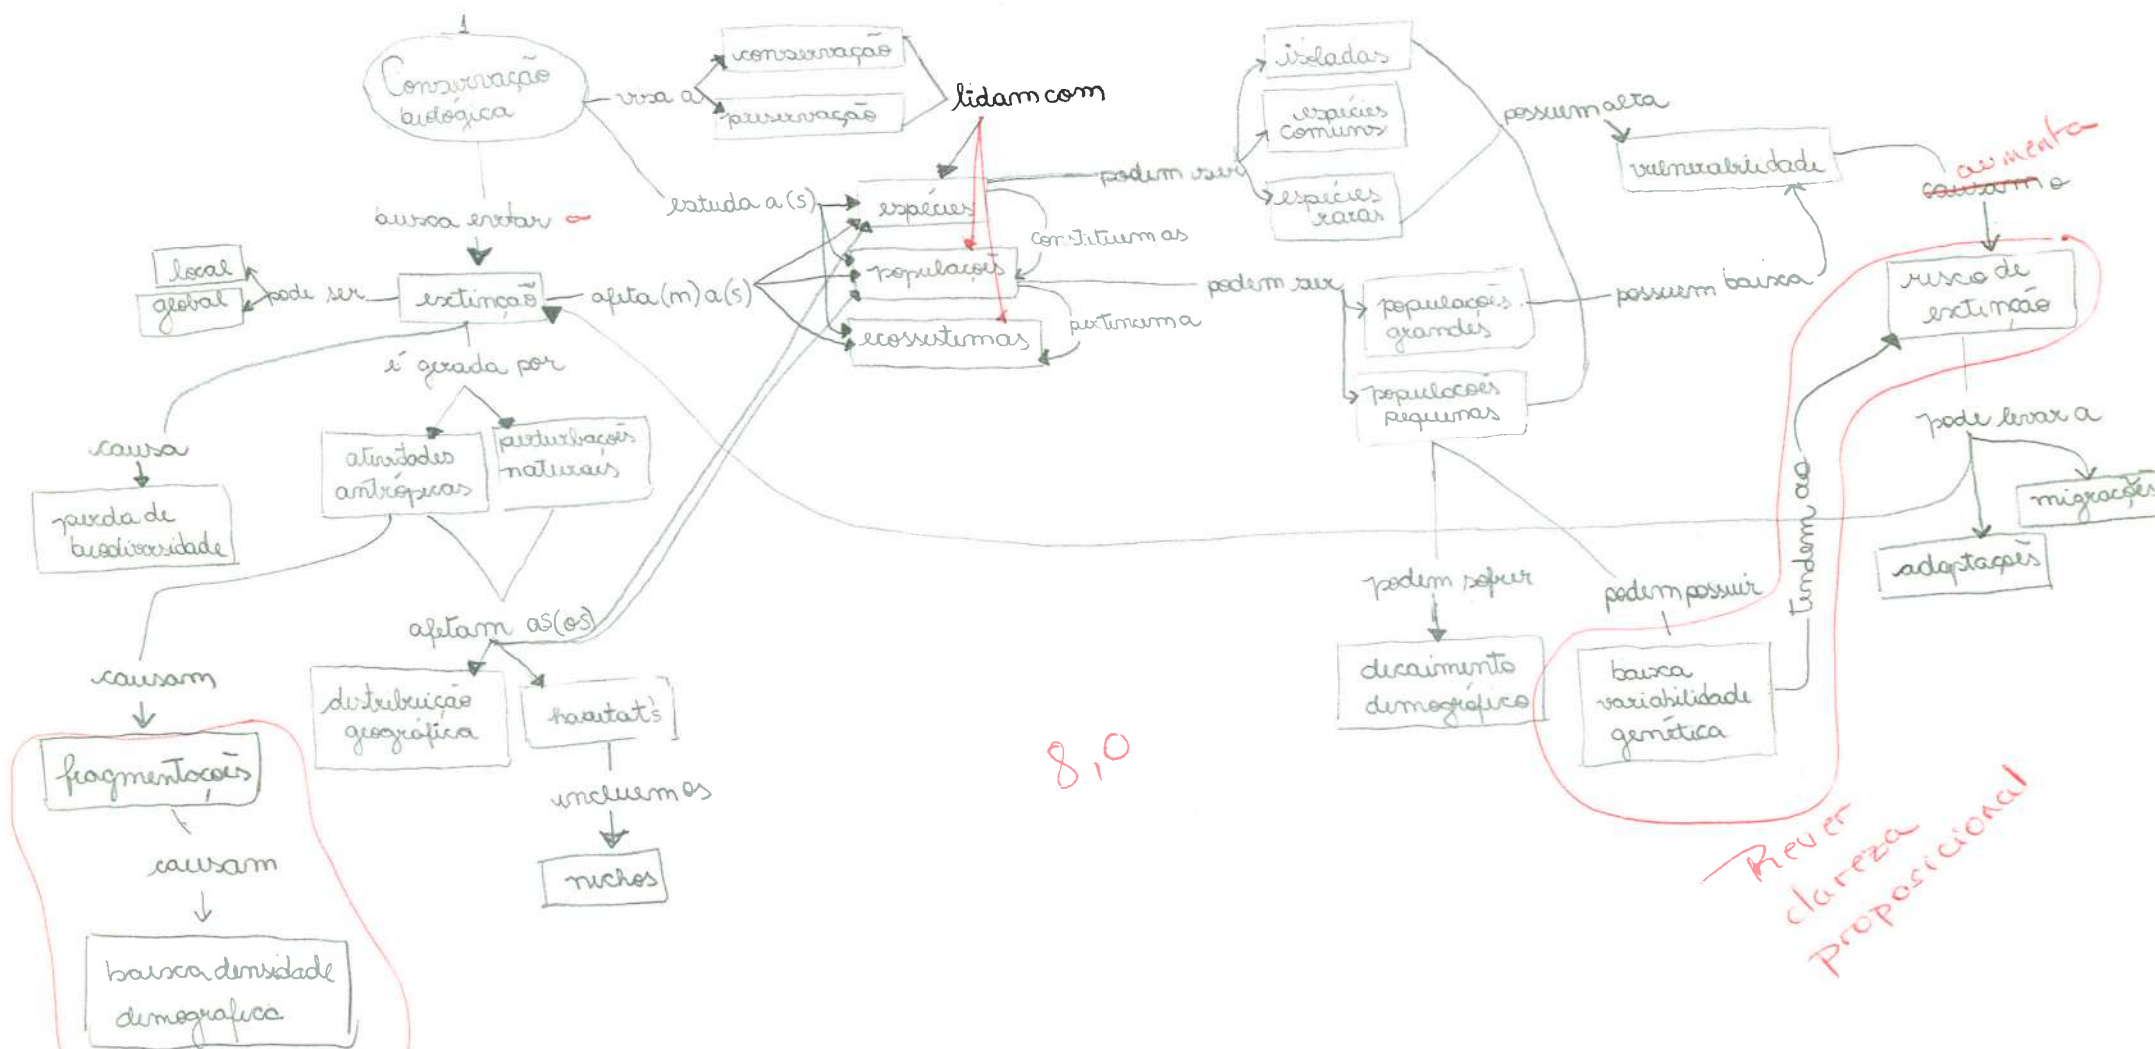 1
Conservação
biológica
visa a
conservação
preservação
lidam com
isoladas
espécies
comuns
espécies
raras
possuem alta
vulnerabilidade
aumenta
causam o
risco de
extinção
busca evitar a
estuda a(s)
espécies
podem ser
constituem as
populações
pertencem a
ecossistemas
local
global
pode ser
extinção
afeta(m) a(s)
podem ser
populações
grandes
possuem baixa
populações
pequenas
é gerada por
causa
perda de
biodiversidade
atividades
antrópicas
perturbações
naturais
pode levar a
migrações
adaptações
tendem ao
podem sofrer
podem possuir
afetam as(os)
decaimento
demográfico
baixa
variabilidade
genética
causam
distribuição
geográfica
habitat's
fragmentações
incluem os
nichos
8,0
causam
baixa densidade
demografica
Rever
clareza
proposicional